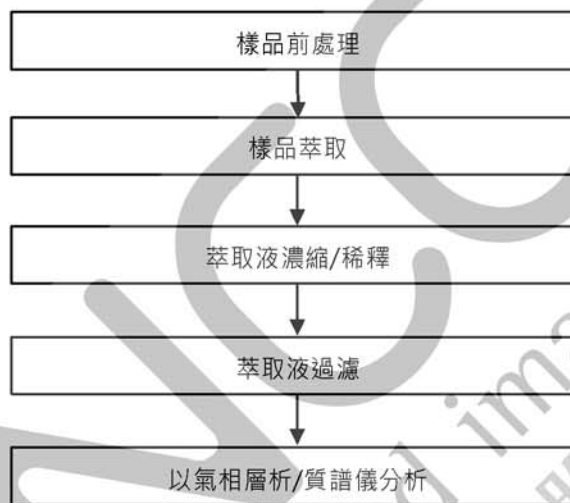 樣品前處理
樣品萃取
萃取液濃縮/稀釋
萃取液過濾
以氣相層析/質譜儀分析